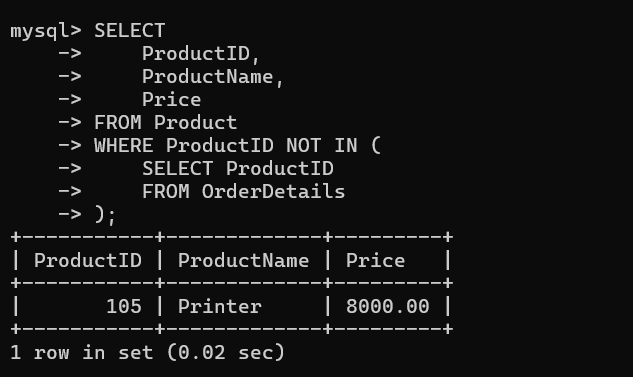 mysql> SELECT
    ->     ProductID,
    ->     ProductName,
    ->     Price
    -> FROM Product
    -> WHERE ProductID NOT IN (
    ->     SELECT ProductID
    ->     FROM OrderDetails
    -> );
+-----------+-------------+---------+
| ProductID | ProductName | Price   |
+-----------+-------------+---------+
|       105 | Printer     | 8000.00 |
+-----------+-------------+---------+
1 row in set (0.02 sec)